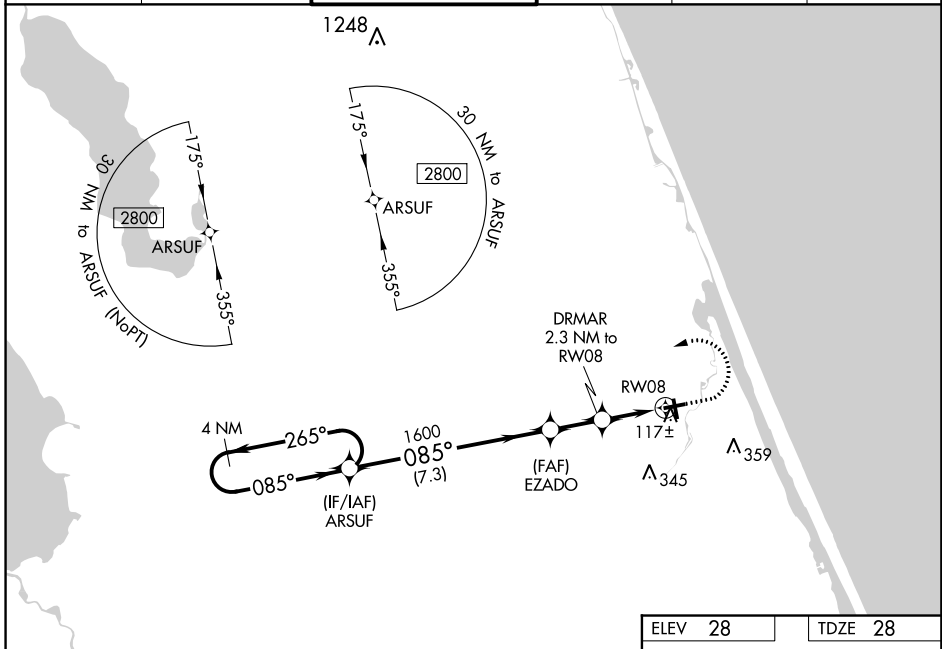 1248
175°
30 NM to ARSUF (NoPT)
2800
ARSUF
355°
175°
30 NM to ARSUF
2800
ARSUF
355°
DRMAR
2.3 NM to
RW08
RW08
117±
359
345
4 NM
265°
085°
1600
085°
(7.3)
(IF/IAF)
ARSUF
(FAF)
EZADO
ELEV 28
TDZE 28